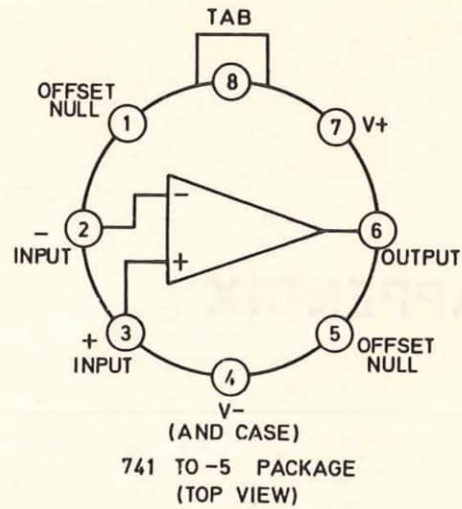 TAB
8
OFFSET
NULL
1
7
V+
−
2
−
INPUT
6
OUTPUT
+
3
+
INPUT
5
OFFSET
NULL
4
V−
(AND CASE)
741 TO-5 PACKAGE
(TOP VIEW)